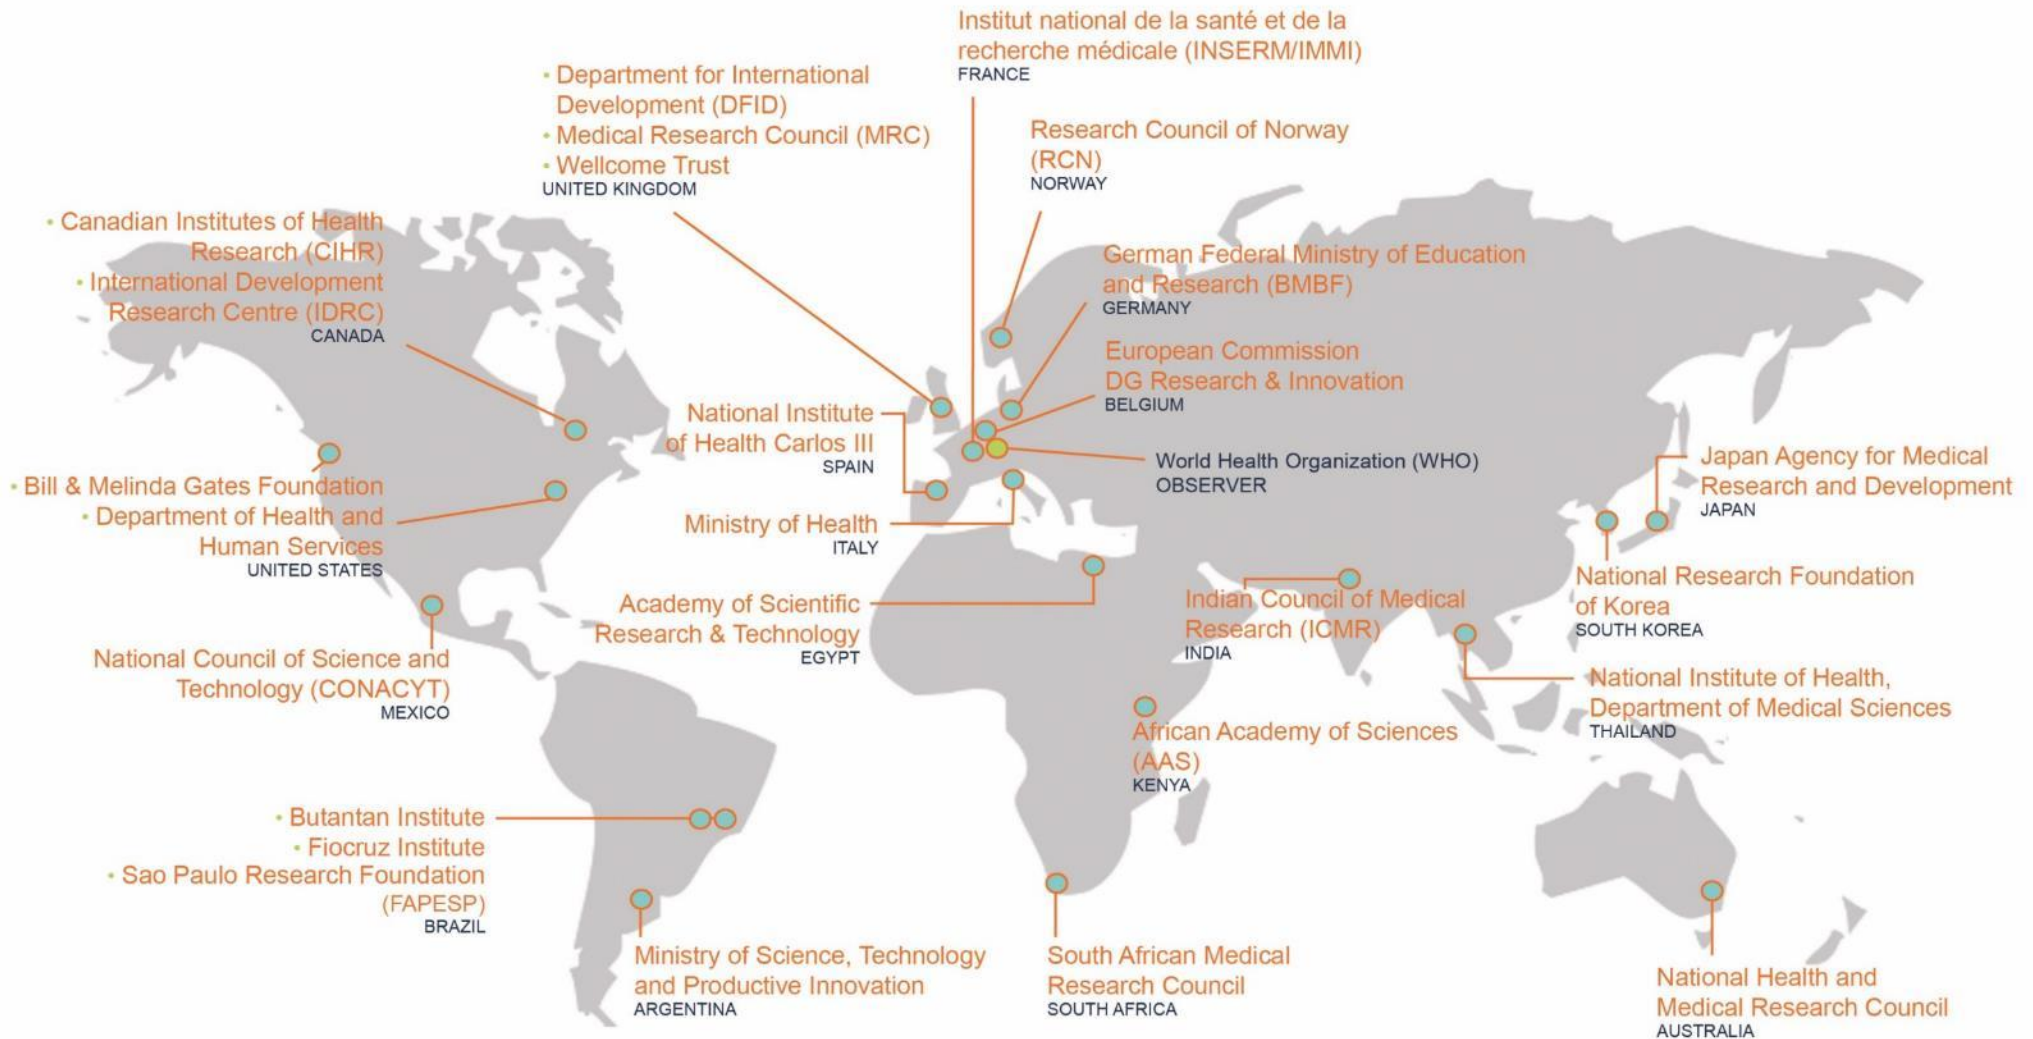 Institut national de la santé et de la
recherche médicale (INSERM/IMMI)
FRANCE
• Department for International
Development (DFID)
• Medical Research Council (MRC)
• Wellcome Trust
UNITED KINGDOM
Research Council of Norway
(RCN)
NORWAY
• Canadian Institutes of Health
Research (CIHR)
• International Development
Research Centre (IDRC)
CANADA
German Federal Ministry of Education
and Research (BMBF)
GERMANY
European Commission
DG Research & Innovation
BELGIUM
National Institute
of Health Carlos III
SPAIN
World Health Organization (WHO)
OBSERVER
Japan Agency for Medical
Research and Development
JAPAN
• Bill & Melinda Gates Foundation
• Department of Health and
Human Services
UNITED STATES
Ministry of Health
ITALY
National Research Foundation
of Korea
SOUTH KOREA
Academy of Scientific
Research & Technology
EGYPT
Indian Council of Medical
Research (ICMR)
INDIA
National Council of Science and
Technology (CONACYT)
MEXICO
National Institute of Health,
Department of Medical Sciences
THAILAND
African Academy of Sciences
(AAS)
KENYA
• Butantan Institute
• Fiocruz Institute
• Sao Paulo Research Foundation
(FAPESP)
BRAZIL
Ministry of Science, Technology
and Productive Innovation
ARGENTINA
South African Medical
Research Council
SOUTH AFRICA
National Health and
Medical Research Council
AUSTRALIA